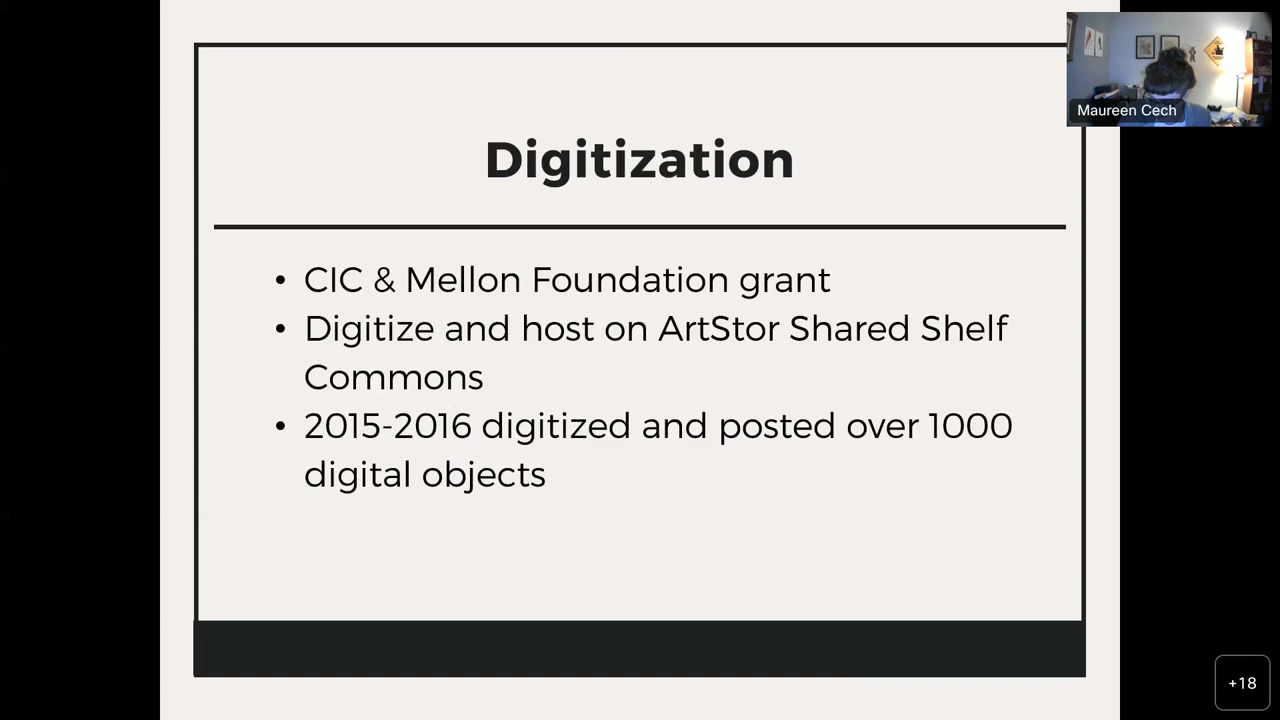 Digitization
• CIC & Mellon Foundation grant
• Digitize and host on ArtStor Shared Shelf
Commons
• 2015-2016 digitized and posted over 1000
digital objects
Maureen Cech
+18